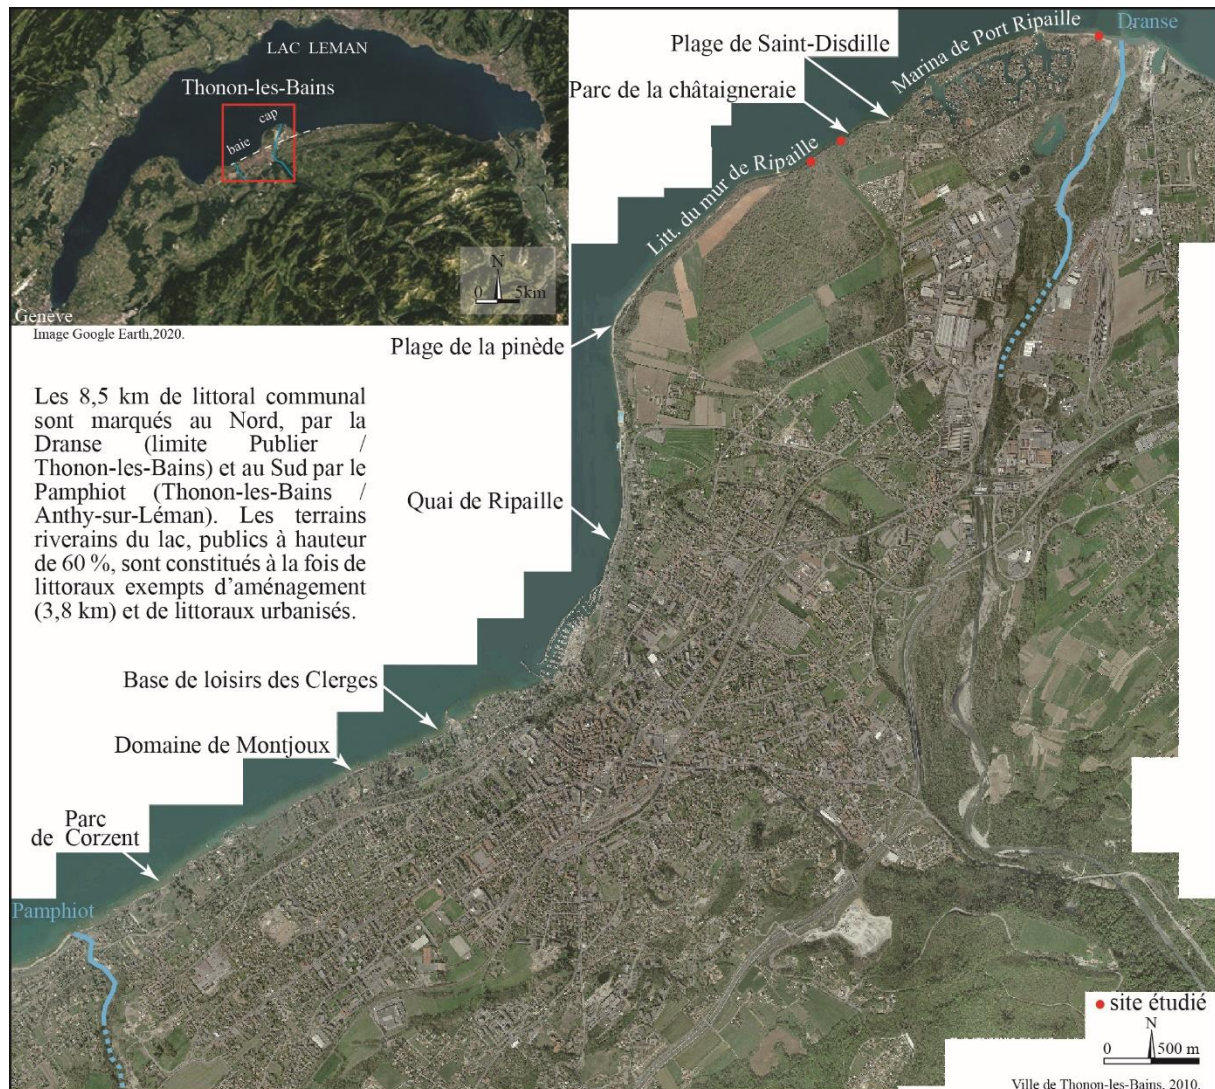 LAC LEMAN
Thonon-les-Bains
cap
baie
N
0 5km
Genève
Image Google Earth,2020.
Plage de Saint-Disdille
Parc de la châtaigneraie
Marina de Port Ripaille
Dranse
Litt. du mur de Ripaille
Plage de la pinède
Les 8,5 km de littoral communal
sont marqués au Nord, par la
Dranse (limite Publier /
Thonon-les-Bains) et au Sud par le
Pamphiot (Thonon-les-Bains /
Anthy-sur-Léman). Les terrains
riverains du lac, publics à hauteur
de 60 %, sont constitués à la fois de
littoraux exempts d’aménagement
(3,8 km) et de littoraux urbanisés.
Quai de Ripaille
Base de loisirs des Clerges
Domaine de Montjoux
Parc
de Corzent
Pamphiot
site étudié
N
0 500 m
Ville de Thonon-les-Bains, 2010.